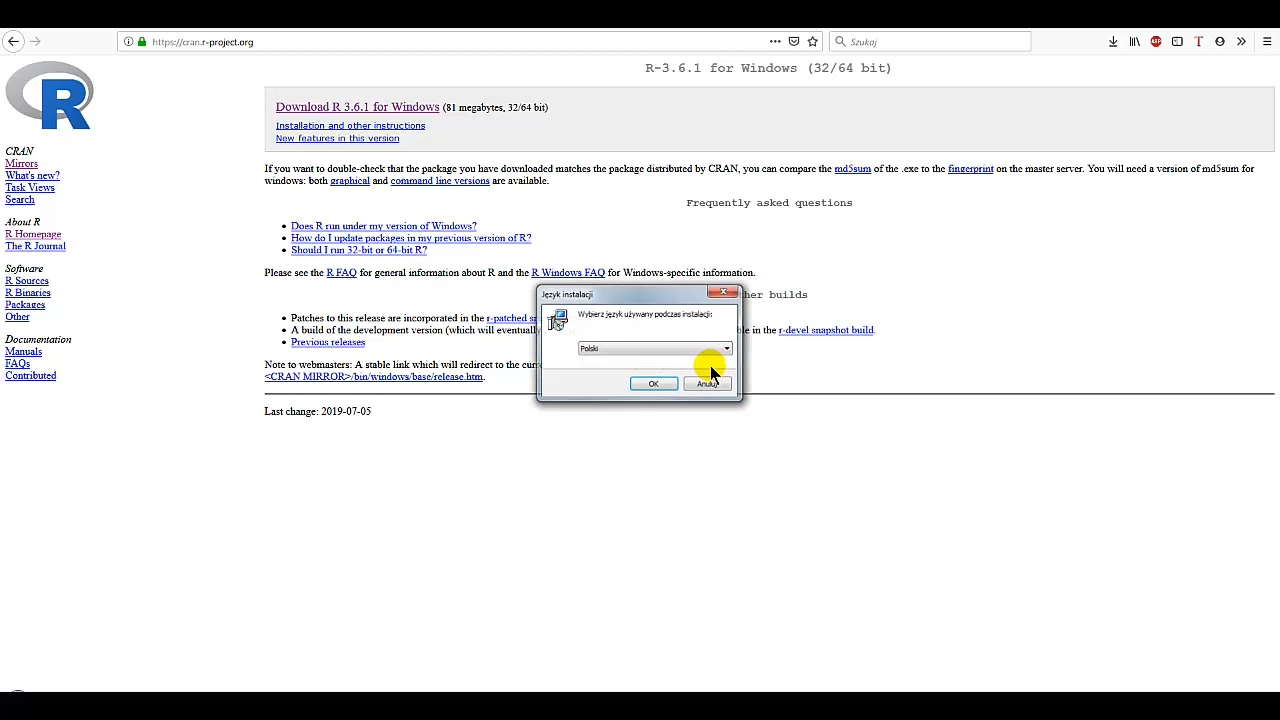 https://cran.r-project.org
Szukaj
R
CRAN
Mirrors
What's new?
Task Views
Search
About R
R Homepage
The R Journal
Software
R Sources
R Binaries
Packages
Other
Documentation
Manuals
FAQs
Contributed
R-3.6.1 for Windows (32/64 bit)
Download R 3.6.1 for Windows (81 megabytes, 32/64 bit)
Installation and other instructions
New features in this version
If you want to double-check that the package you have downloaded matches the package distributed by CRAN, you can compare the md5sum of the .exe to the fingerprint on the master server. You will need a version of md5sum for
windows: both graphical and command line versions are available.
Frequently asked questions
Does R run under my version of Windows?
How do I update packages in my previous version of R?
Should I run 32-bit or 64-bit R?
Please see the R FAQ for general information about R and the R Windows FAQ for Windows-specific information.
builds
Patches to this release are incorporated in the r-patched
A build of the development version (which will eventually in the r-devel snapshot build.
Previous releases
Note to webmasters: A stable link which will redirect to the
<CRAN MIRROR>/bin/windows/base/release.htm.
Last change: 2019-07-05
Język instalacji
Wybierz język używany podczas instalacji:
Polski
OK
Anuluj
ABP
T